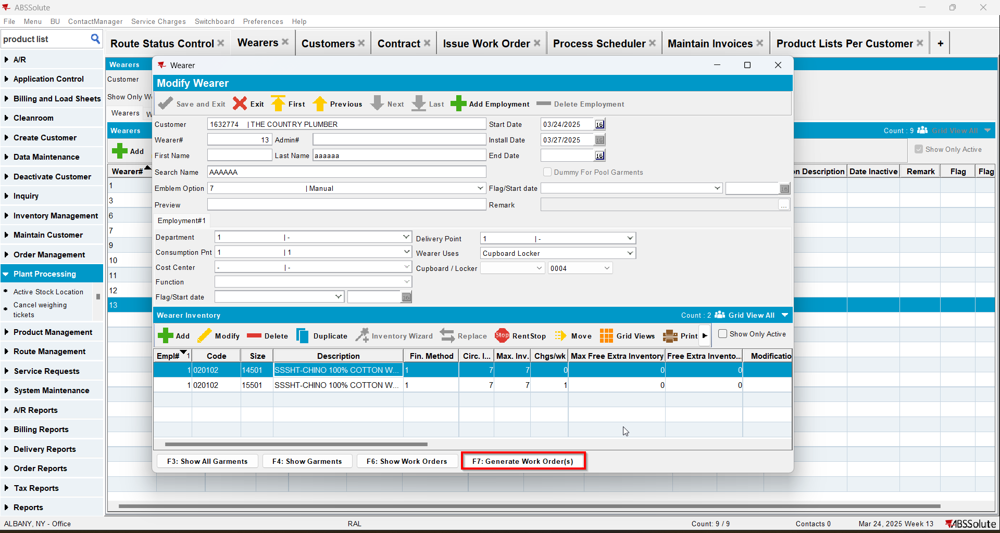 ABSSolute
File Menu BU ContactManager Service Charges Switchboard Preferences Help
product list
Route Status Control Wearers Customers Contract Issue Work Order Process Scheduler Maintain Invoices Product Lists Per Customer +
A/R
Application Control
Billing and Load Sheets
Cleanroom
Create Customer
Data Maintenance
Deactivate Customer
Inquiry
Inventory Management
Maintain Customer
Order Management
Plant Processing
Active Stock Location
Cancel weighing
tickets
Product Management
Route Management
Service Requests
System Maintenance
A/R Reports
Billing Reports
Delivery Reports
Order Reports
Tax Reports
Reports
Wearers
Customer
Show Only W
Wearers W
Wearers
Count : 9 Grid View All
Add
Show Only Active
Wearer# n Description Date Inactive Remark Flag Flag
1
3
6
7
9
10
11
12
13
Wearer
Modify Wearer
Save and Exit Exit First Previous Next Last Add Employment Delete Employment
Customer 1632774 | THE COUNTRY PLUMBER Start Date 03/24/2025 16
Wearer# 13 Admin# Install Date 03/27/2025 16
First Name Last Name aaaaaa End Date 16
Search Name AAAAAA Dummy For Pool Garments
Emblem Option 7 | Manual Flag/Start date 16
Preview Remark ...
Employment#1
Department 1 | - Delivery Point 1 | -
Consumption Pnt 1 | 1 Wearer Uses Cupboard Locker
Cost Center - | - Cupboard / Locker 0004
Function
Flag/Start date 16
Wearer Inventory Count : 2 Grid View All
Add Modify Delete Duplicate Inventory Wizard Replace Stop RentStop Move Grid Views Print Show Only Active
Empl# 1 Code Size Description Fin. Method Circ. I... Max. Inv. Chgs/wk Max Free Extra Inventory Free Extra Invento... Modificatio
1 020102 14501 SSSHT-CHINO 100% COTTON W... 1 7 7 0 0 0
1 020102 15501 SSSHT-CHINO 100% COTTON W... 1 7 7 1 0 0
F3: Show All Garments F4: Show Garments F6: Show Work Orders F7: Generate Work Order(s)
ALBANY, NY - Office RAL Count: 9 / 9 Contacts 0 Mar 24, 2025 Week 13 ABSSolute